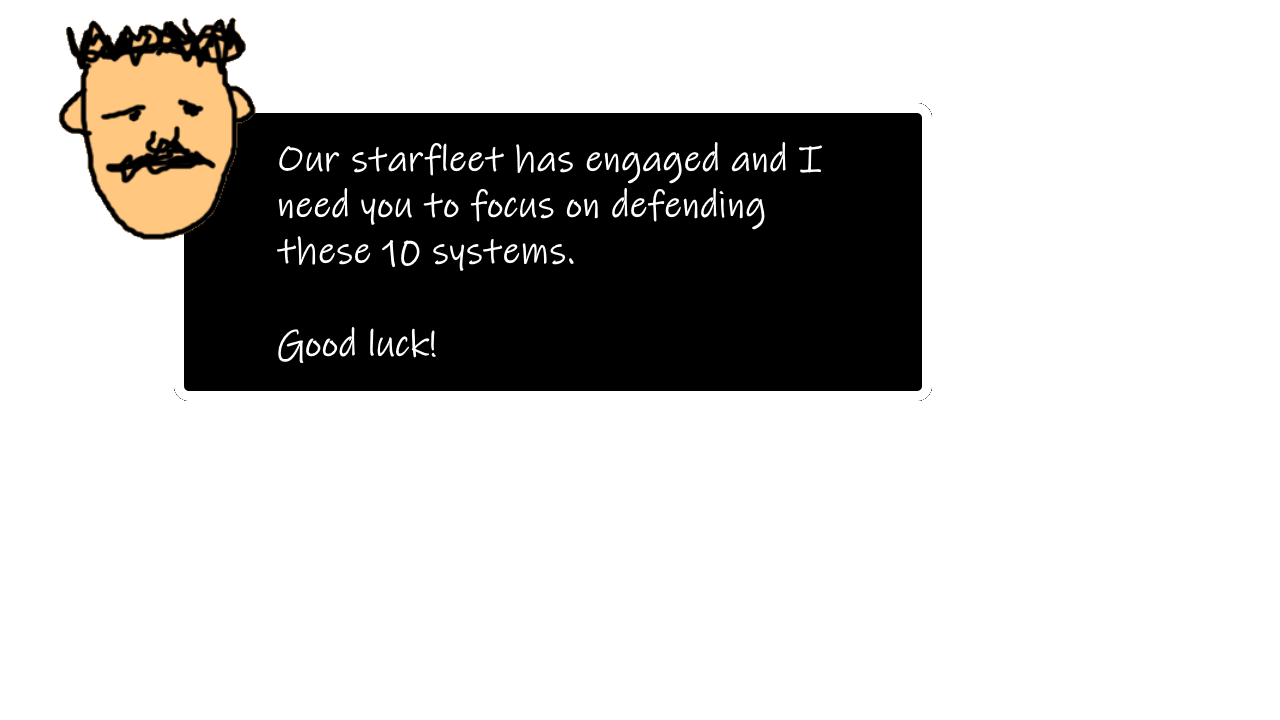 Our starfleet has engaged and I
need you to focus on defending
these 10 systems.
Good luck!